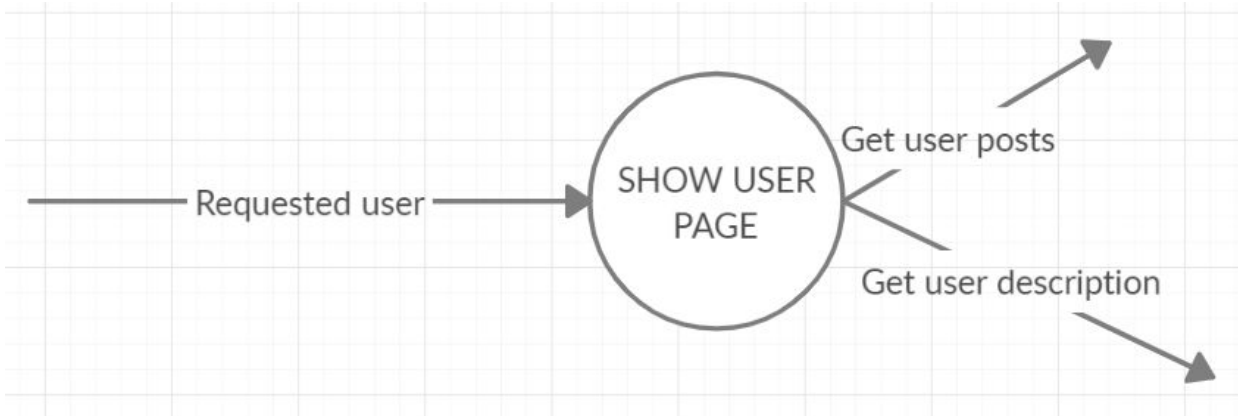 Requested user
SHOW USER
PAGE
Get user posts
Get user description